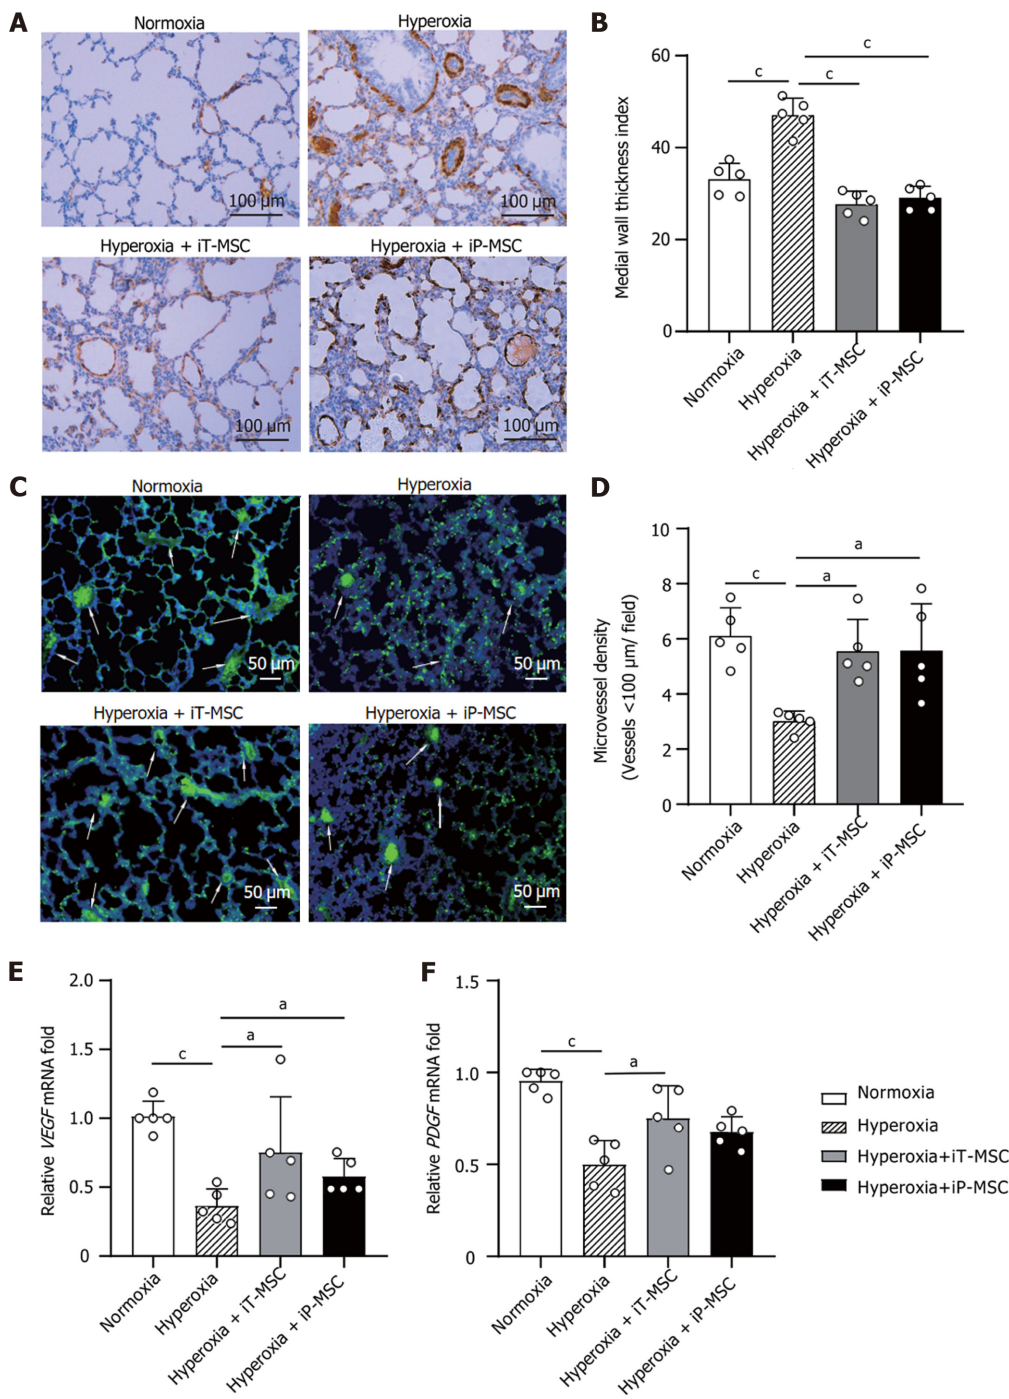 A
Normoxia
Hyperoxia
100 µm
100 µm
Hyperoxia + iT-MSC
Hyperoxia + iP-MSC
100 µm
100 µm
B
Medial wall thickness index
60
40
20
0
c
c
c
Normoxia
Hyperoxia
Hyperoxia + iT-MSC
Hyperoxia + iP-MSC
C
Normoxia
Hyperoxia
50 µm
50 µm
Hyperoxia + iT-MSC
Hyperoxia + iP-MSC
50 µm
50 µm
D
Microvessel density
(Vessels <100 µm/ field)
10
8
6
4
2
0
c
a
a
Normoxia
Hyperoxia
Hyperoxia + iT-MSC
Hyperoxia + iP-MSC
E
Relative VEGF mRNA fold
2.0
1.5
1.0
0.5
0
c
a
a
Normoxia
Hyperoxia
Hyperoxia + iT-MSC
Hyperoxia + iP-MSC
F
Relative PDGF mRNA fold
1.5
1.0
0.5
0
c
a
Normoxia
Hyperoxia
Hyperoxia + iT-MSC
Hyperoxia + iP-MSC
Normoxia
Hyperoxia
Hyperoxia+iT-MSC
Hyperoxia+iP-MSC